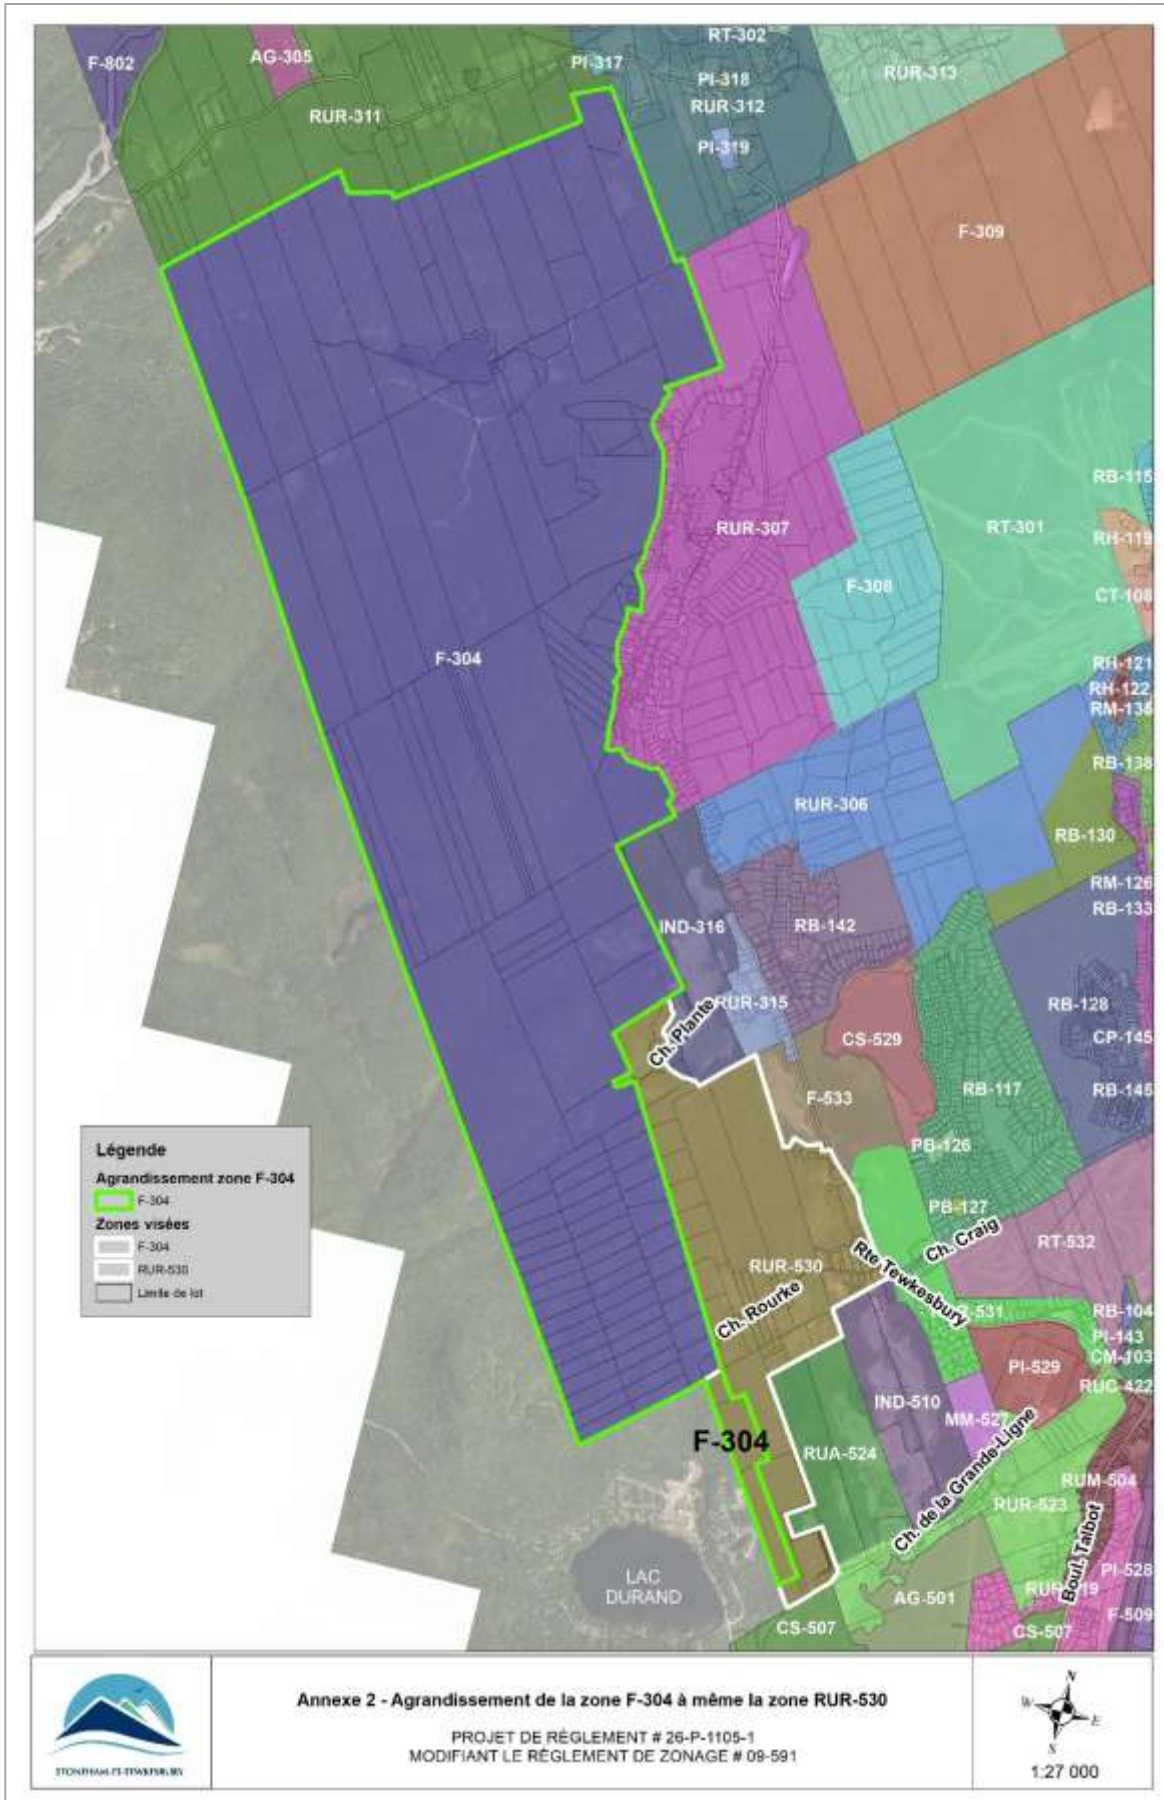 F-802
AG-305
RUR-311
PI-317
RT-302
PI-318
RUR-312
PI-319
RUR-313
F-309
RUR-307
RT-301
F-308
RB-115
RH-119
CT-108
F-304
RH-121
RH-122
RM-135
RB-138
RUR-306
RB-130
RM-126
RB-133
IND-316
RB-142
RUR-315
Ch. Plante
CS-529
RB-128
CP-145
RB-145
F-533
RB-117
PB-126
PB-127
Ch. Craig
RT-532
RUR-530
Rte Tewkesbury
Ch. Rourke
RB-104
PI-143
CM-103
RUC-422
PI-529
IND-510
MM-527
F-304
RUA-524
Ch. de la Grande-Ligne
RUR-523
RUM-504
Boul. Talbot
PI-528
F-509
AG-501
CS-507
CS-507
LAC
DURAND
Légende
Agrandissement zone F-304
F-304
Zones visées
F-304
RUR-530
Limite de lot
STONEHAM-ET-TEWKESBURY
Annexe 2 - Agrandissement de la zone F-304 à même la zone RUR-530
PROJET DE RÈGLEMENT # 26-P-1105-1
MODIFIANT LE RÈGLEMENT DE ZONAGE # 09-591
N
W
E
S
1:27 000